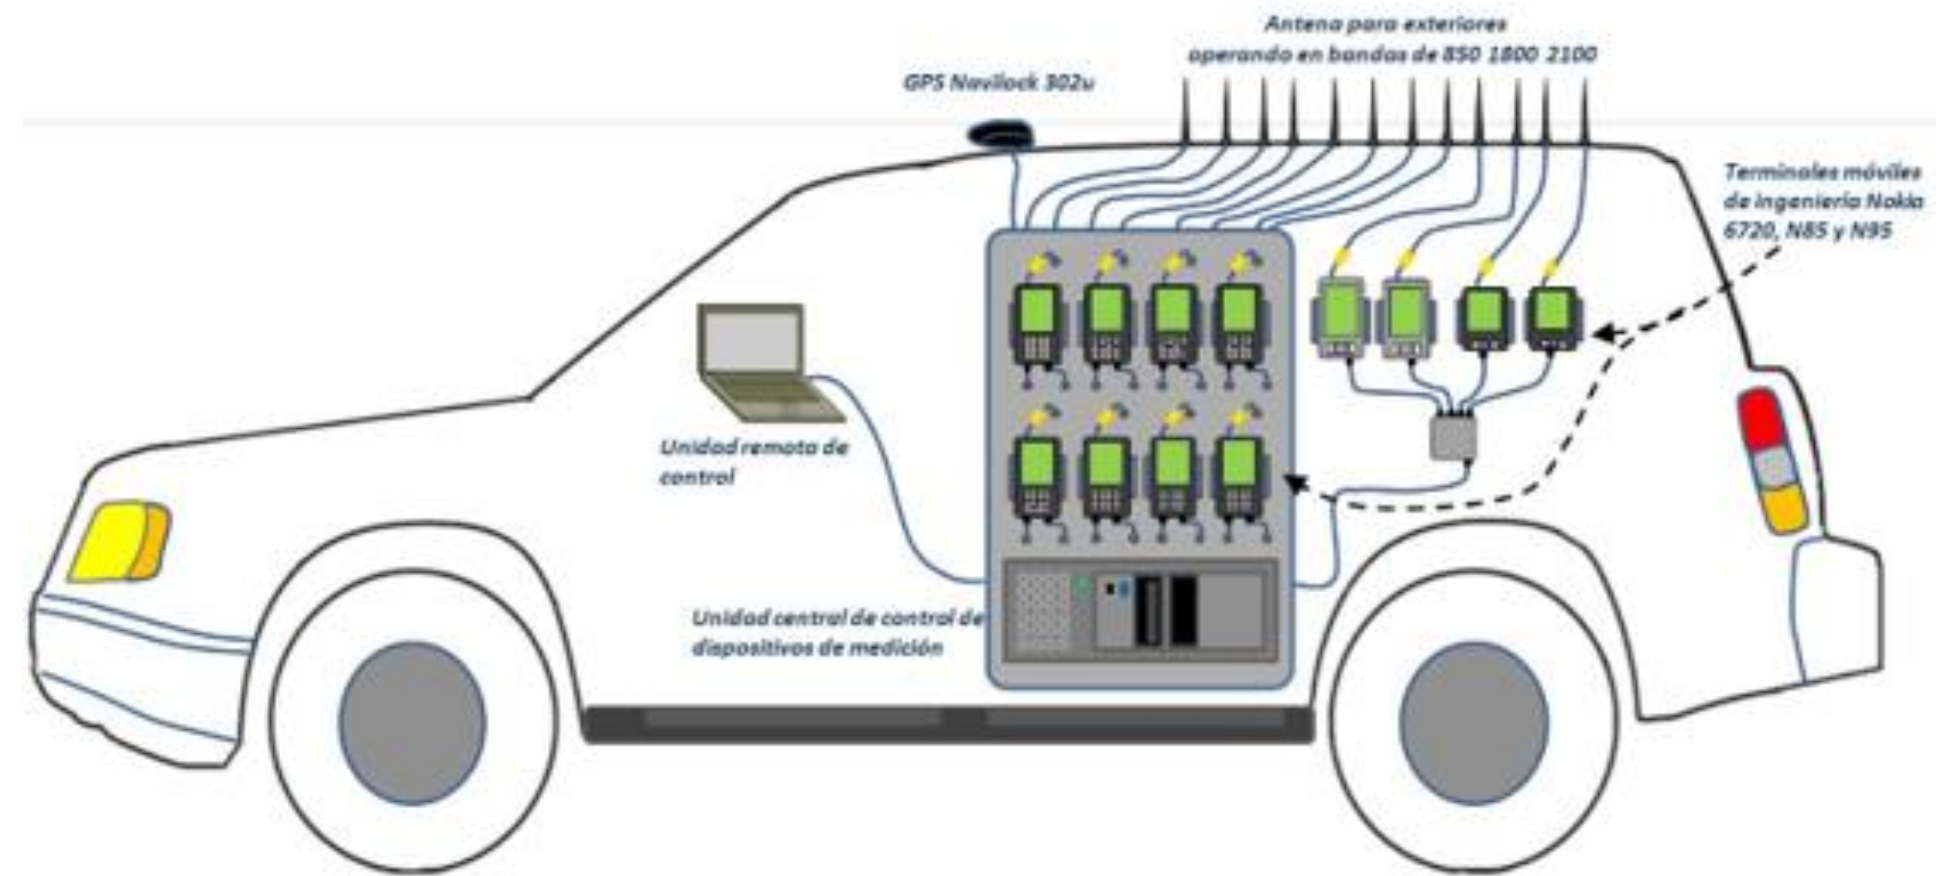 Antena para exteriores
operando en bandas de 850 1800 2100
GPS Navilock 302u
Terminales móviles
de ingeniería Nokia
6720, N85 y N95
Unidad remota de
control
Unidad central de control de
dispositivos de medición